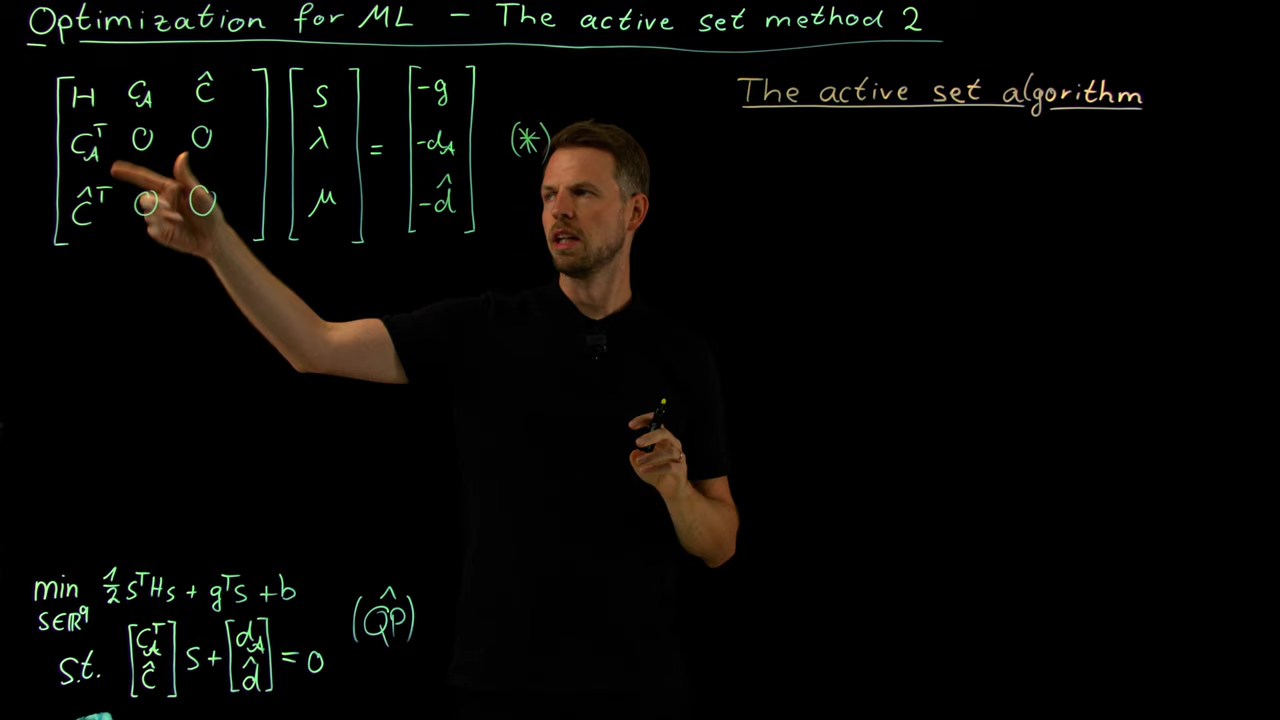 Optimization for ML – The active set method 2
The active set algorithm
[ H C_A Ĉ ] [ s ] = [ -g ]
[ C_A^T 0 0 ] [ λ ] = [ -d_A ] (*)
[ Ĉ^T 0 0 ] [ μ ] = [ -d̂ ]
min 1/2 s^T H s + g^T s + b
s∈ℝ^q
(Q̂P)
s.t. [ C_A^T ; Ĉ ] s + [ d_A ; d̂ ] = 0